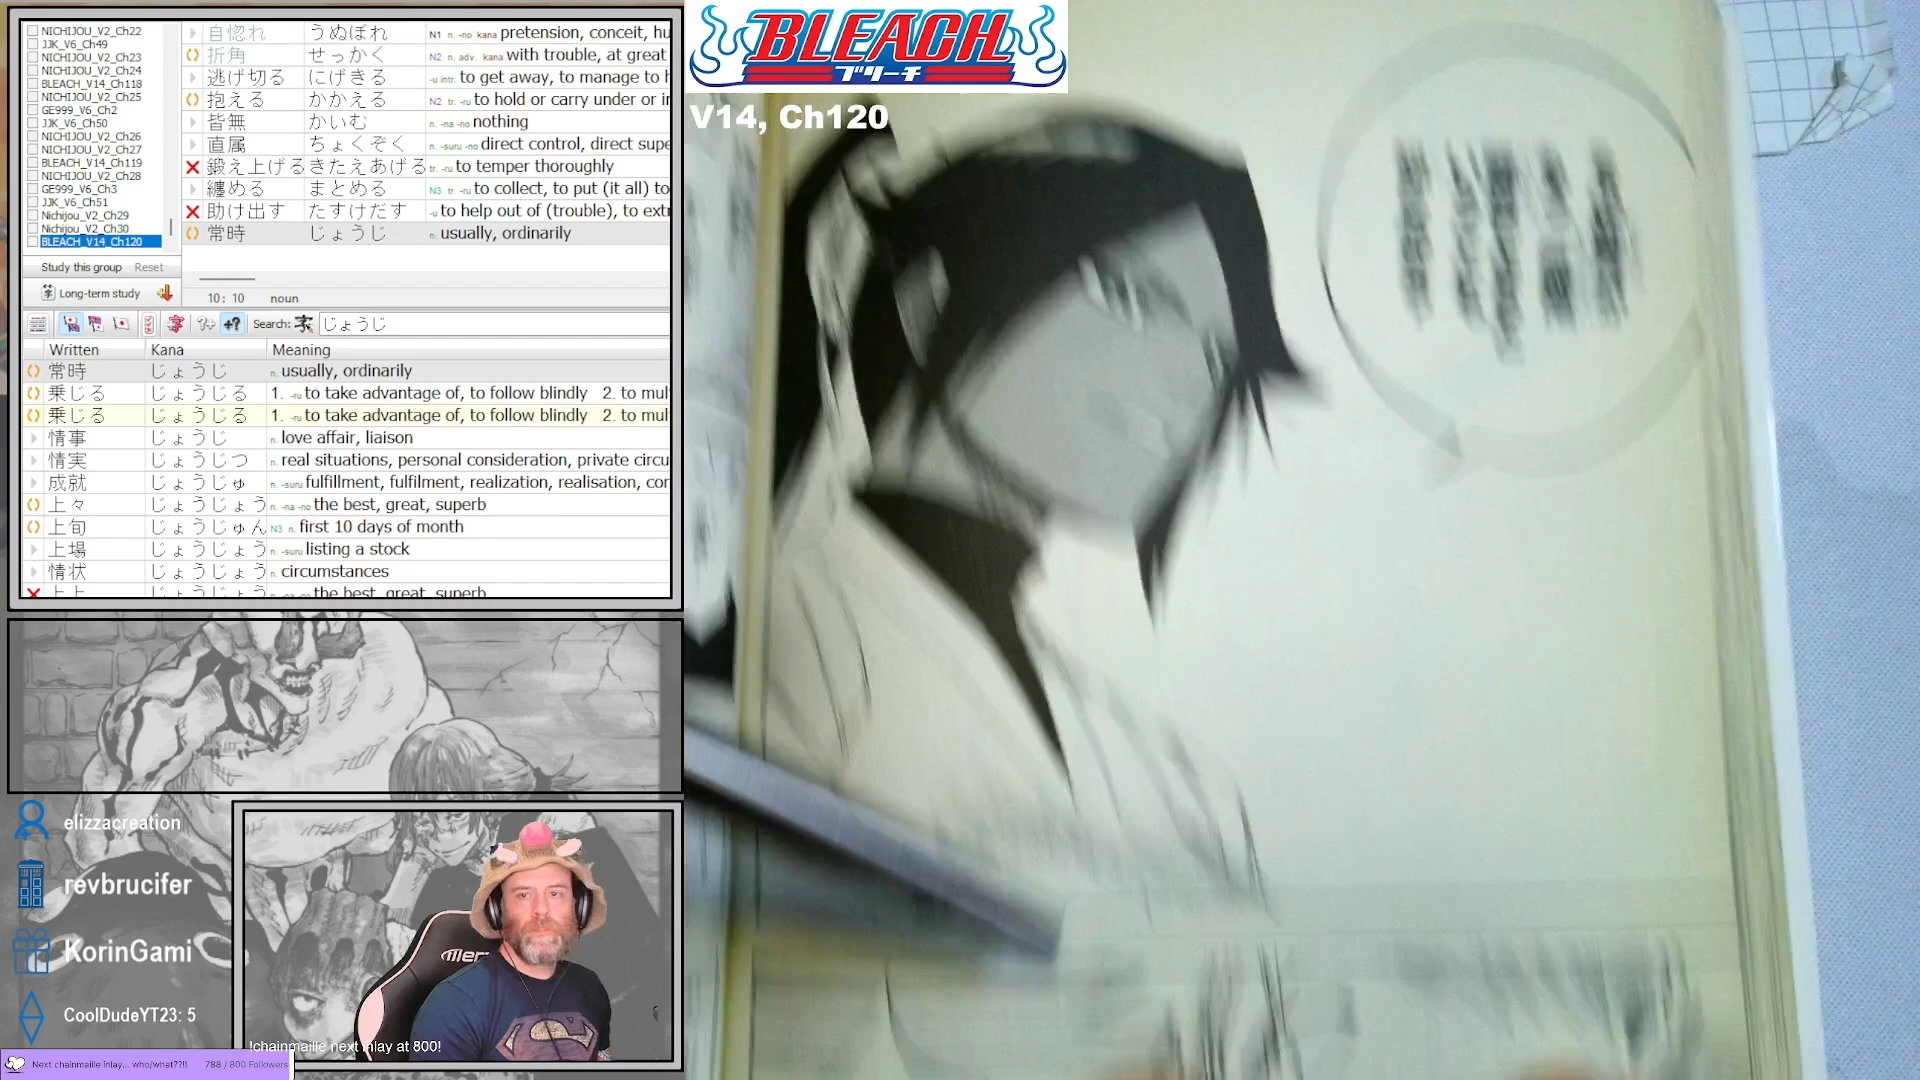 NICHIJOU_V2_Ch22
JJK_V6_Ch49
NICHIJOU_V2_Ch23
NICHIJOU_V2_Ch24
BLEACH_V14_Ch118
NICHIJOU_V2_Ch25
GE999_V6_Ch2
JJK_V6_Ch50
NICHIJOU_V2_Ch26
NICHIJOU_V2_Ch27
BLEACH_V14_Ch119
NICHIJOU_V2_Ch28
GE999_V6_Ch3
JJK_V6_Ch51
Nichijou_V2_Ch29
Nichijou_V2_Ch30
BLEACH_V14_Ch120
Study this group Reset
Long-term study
自惚れ うぬぼれ N1 n. -no kana pretension, conceit, hu
折角 せっかく N2 n. adv. kana with trouble, at great
逃げ切る にげきる -u intr. to get away, to manage to h
抱える かかえる N2 tr. -ru to hold or carry under or in
皆無 かいむ n. -na -no nothing
直属 ちょくぞく n. -suru -no direct control, direct supe
鍛え上げる きたえあげる tr. -ru to temper thoroughly
纏める まとめる N3 tr. -ru to collect, to put (it all) to
助け出す たすけだす -u to help out of (trouble), to extr
常時 じょうじ n. usually, ordinarily
10: 10 noun
Search: じょうじ
Written Kana Meaning
常時 じょうじ n. usually, ordinarily
乗じる じょうじる 1. -ru to take advantage of, to follow blindly 2. to mul
乗じる じょうじる 1. -ru to take advantage of, to follow blindly 2. to mul
情事 じょうじ n. love affair, liaison
情実 じょうじつ n. real situations, personal consideration, private circu
成就 じょうじゅ n. -suru fulfillment, fulfilment, realization, realisation, cor
上々 じょうじょう n. -na -no the best, great, superb
上旬 じょうじゅん N3 n. first 10 days of month
上場 じょうじょう n. -suru listing a stock
情状 じょうじょう n. circumstances
上上 じょうじょう the best, great, superb
BLEACH
ブリーチ
V14, Ch120
elizzacreation
revbrucifer
KorinGami
CoolDudeYT23: 5
!chainmaille next inlay at 800!
Next chainmaille inlay... who/what??!! 788 / 800 Followers